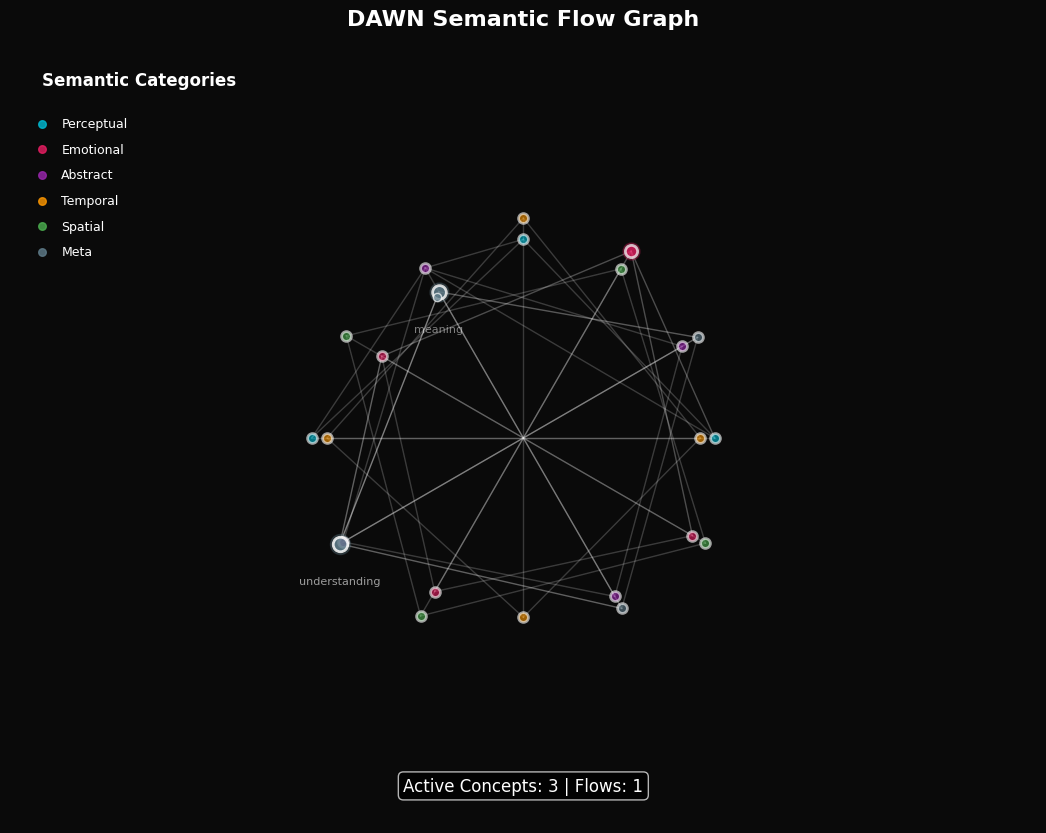 DAWN Semantic Flow Graph
Semantic Categories
Perceptual
Emotional
Abstract
Temporal
Spatial
Meta
meaning
understanding
Active Concepts: 3 | Flows: 1